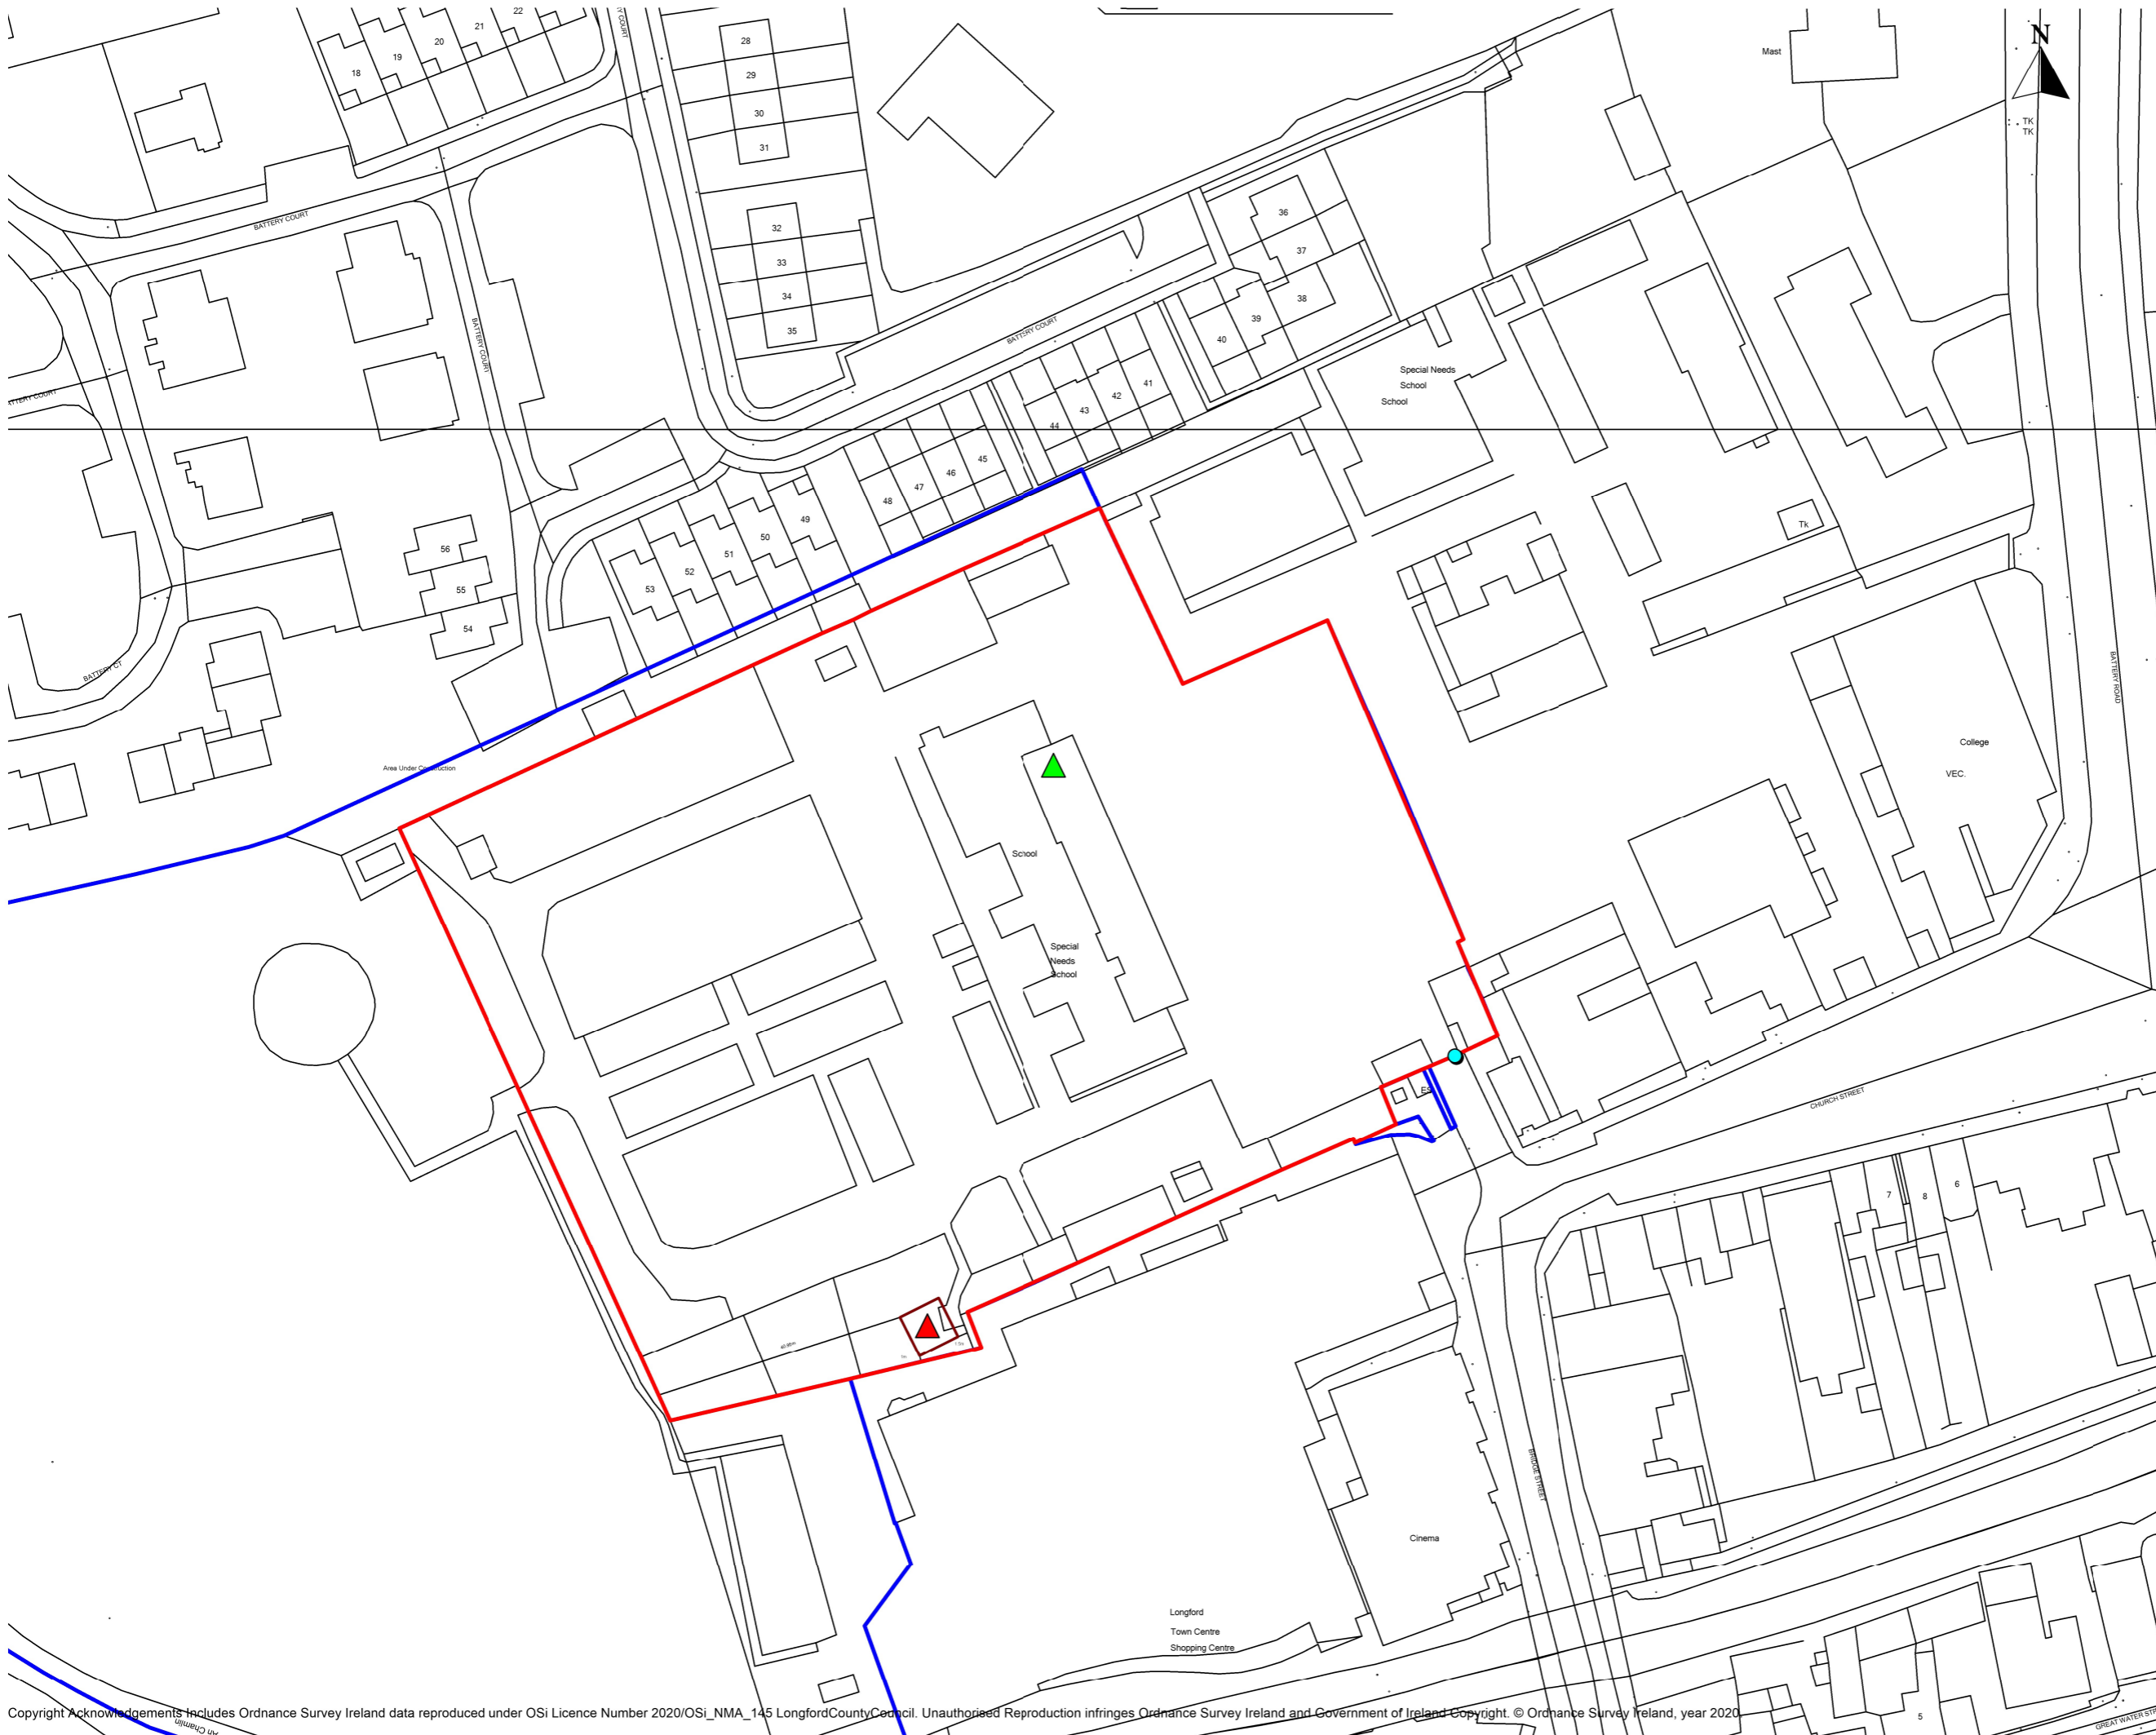 22
21
20
19
18
28
29
30
31
Mast
N
TK
TK
32
33
34
35
36
37
38
39
40
BATTERY COURT
BATTERY COURT
BATTERY COURT
Special Needs
School
School
41
42
43
44
45
46
47
48
49
50
51
52
53
54
55
56
Tk
BATTERY CT
BATTERY ROAD
College
VEC.
Area Under Construction
School
Special
Needs
School
CHURCH STREET
7
8
6
40.95m
BRIDGE STREET
Cinema
Longford
Town Centre
Shopping Centre
5
Copyright Acknowledgements Includes Ordnance Survey Ireland data reproduced under OSi Licence Number 2020/OSi_NMA_145 LongfordCountyCouncil. Unauthorised Reproduction infringes Ordnance Survey Ireland and Government of Ireland Copyright. © Ordnance Survey Ireland, year 2020.